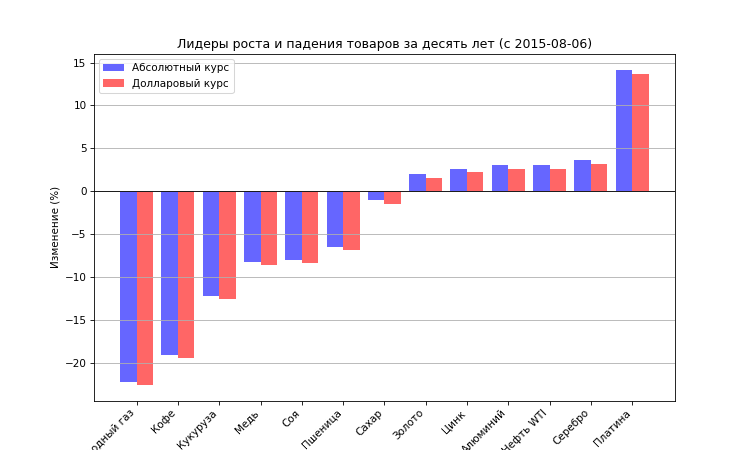 Лидеры роста и падения товаров за десять лет (с 2015-08-06)
Абсолютный курс
Долларовый курс
Изменение (%)
15
10
5
0
−5
−10
−15
−20
одный газ
Кофе
Кукуруза
Медь
Соя
Пшеница
Сахар
Золото
Цинк
Алюминий
Нефть WTI
Серебро
Платина